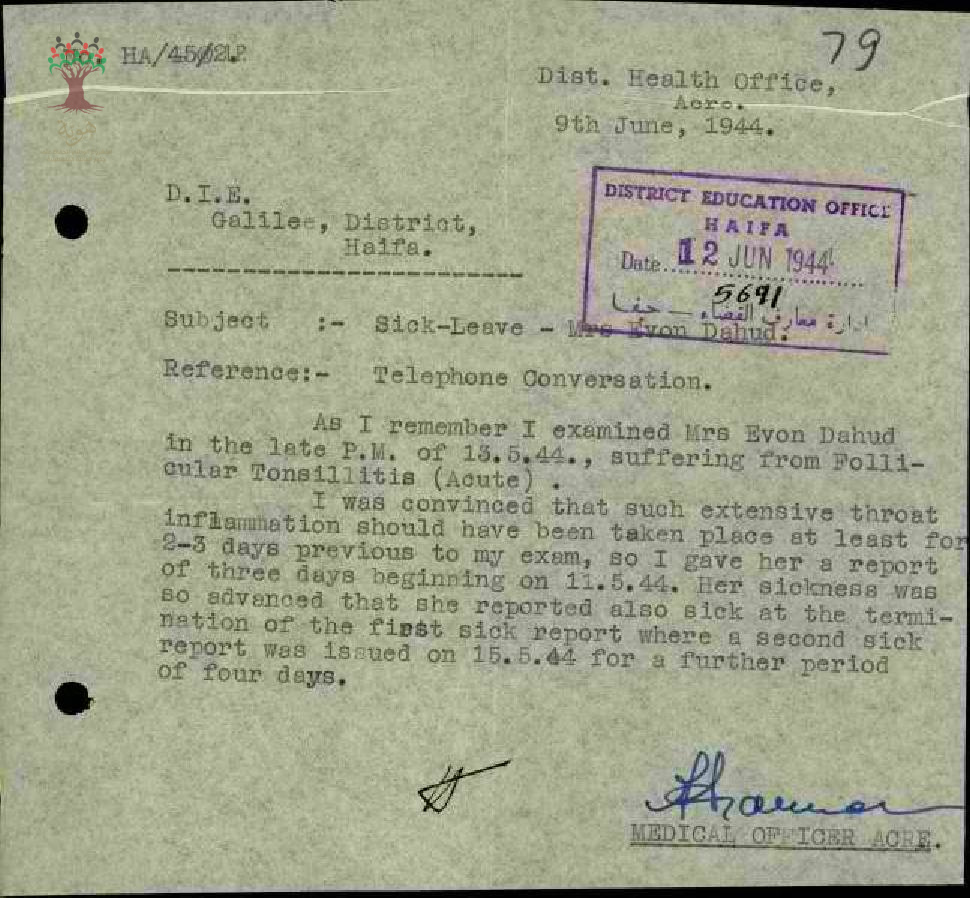 79
No. HA/45/2
Dist. Health Office,
Acre.
9th June, 1944.
D.I.E.
Galilee, District,
Haifa.
DISTRICT EDUCATION OFFICE
HAIFA
Date 12 JUN 1944
5691
ادارة معارف القضاء – حيفا
Subject :- Sick-Leave - Mrs Evon Dahud.
Reference:- Telephone Conversation.
As I remember I examined Mrs Evon Dahud
in the late P.M. of 13.5.44., suffering from Folli-
cular Tonsillitis (Acute) .
I was convinced that such extensive throat
inflammation should have been taken place at least for
2-3 days previous to my exam, so I gave her a report
of three days beginning on 11.5.44. Her sickness was
so advanced that she reported also sick at the termi-
nation of the first sick report where a second sick
report was issued on 15.5.44 for a further period
of four days.
MEDICAL OFFICER ACRE.